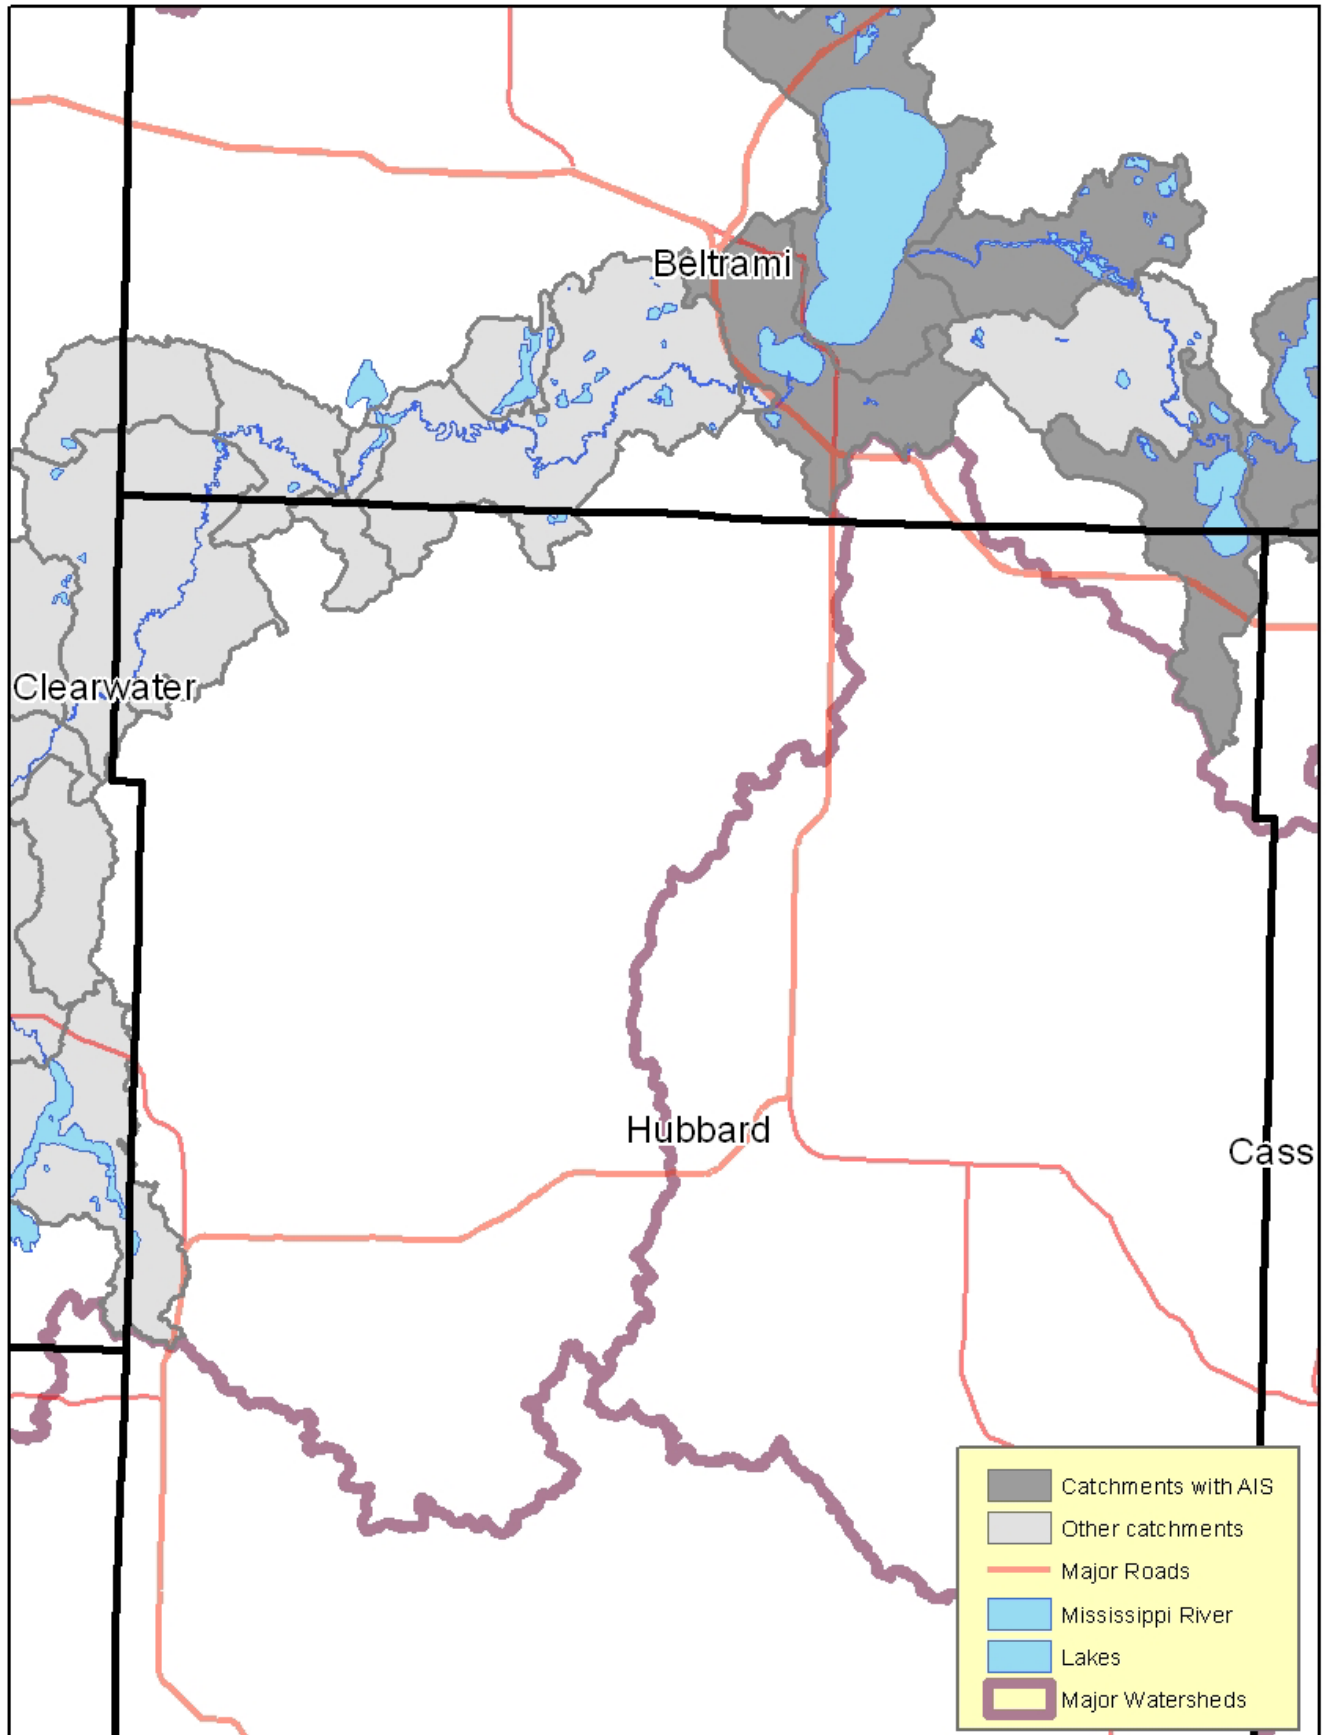 Beltrami
Clearwater
Hubbard
Cass
Catchments with AIS
Other catchments
Major Roads
Mississippi River
Lakes
Major Watersheds